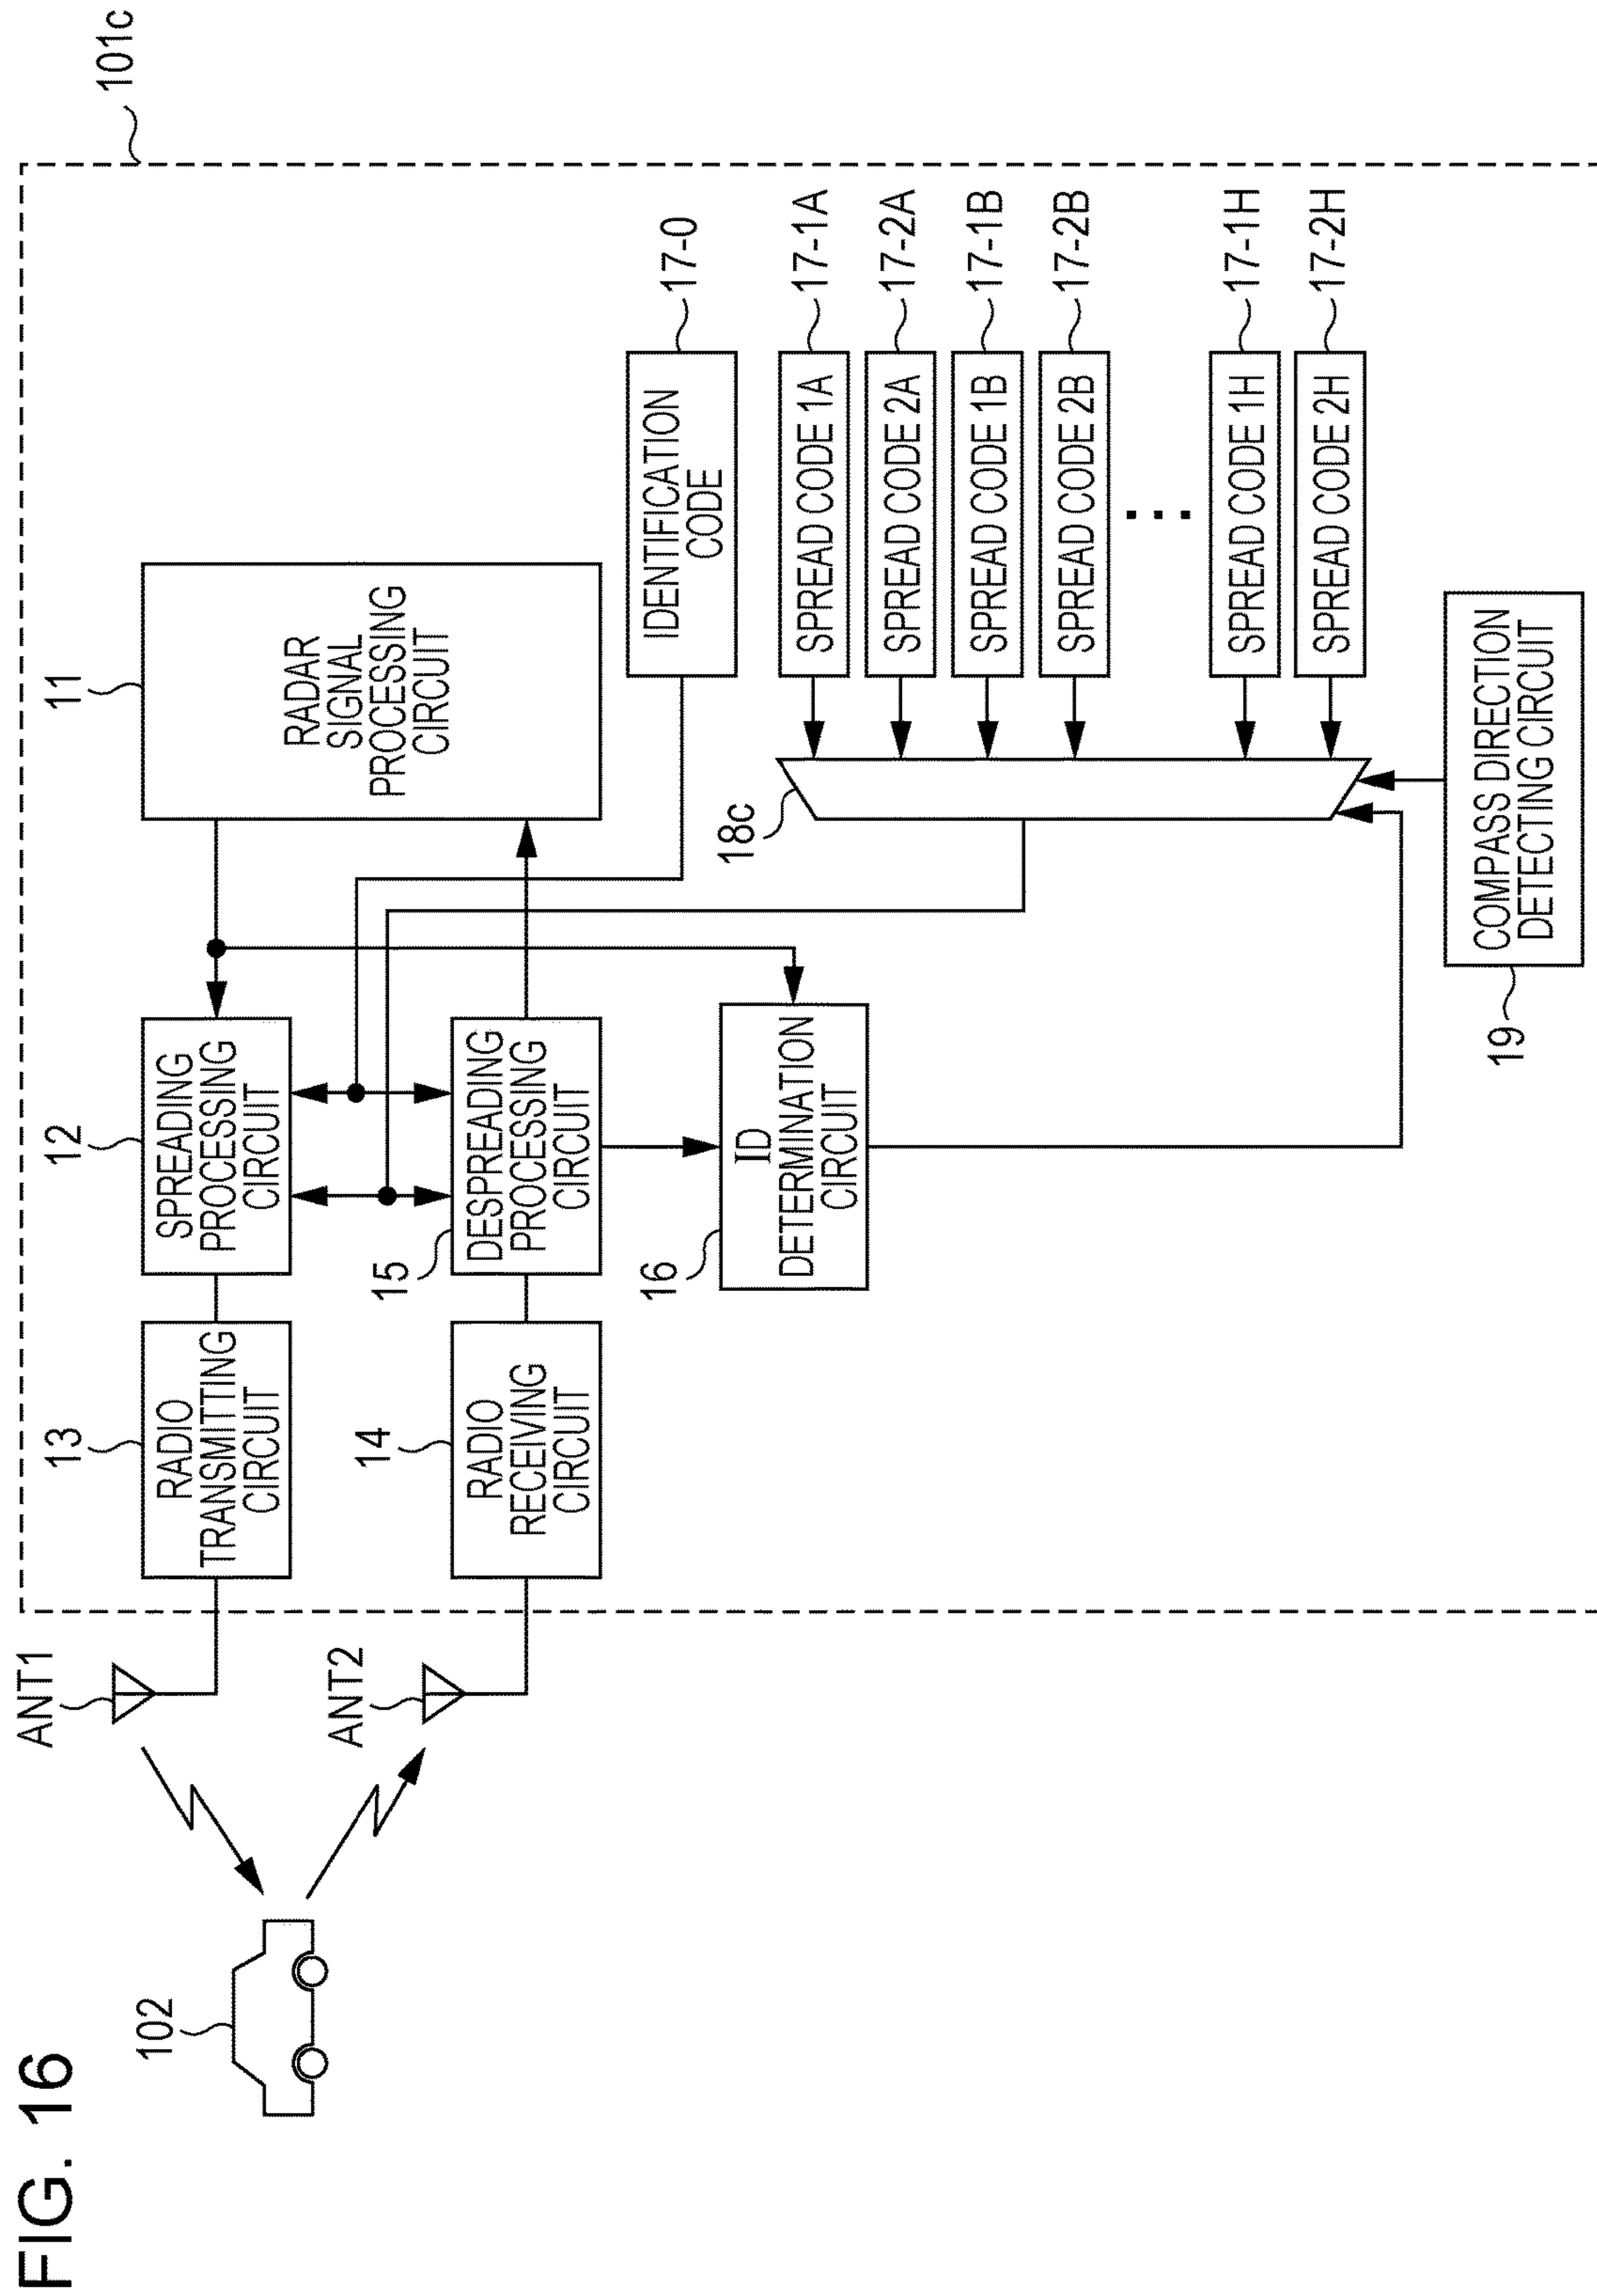 FIG. 16
101c
102
ANT1
ANT2
13
RADIO
TRANSMITTING
CIRCUIT
12
SPREADING
PROCESSING
CIRCUIT
11
RADAR
SIGNAL
PROCESSING
CIRCUIT
14
RADIO
RECEIVING
CIRCUIT
15
DESPREADING
PROCESSING
CIRCUIT
16
ID
DETERMINATION
CIRCUIT
IDENTIFICATION
CODE
17-0
18c
SPREAD CODE 1A
17-1A
SPREAD CODE 2A
17-2A
SPREAD CODE 1B
17-1B
SPREAD CODE 2B
17-2B
...
SPREAD CODE 1H
17-1H
SPREAD CODE 2H
17-2H
19
COMPASS DIRECTION
DETECTING CIRCUIT